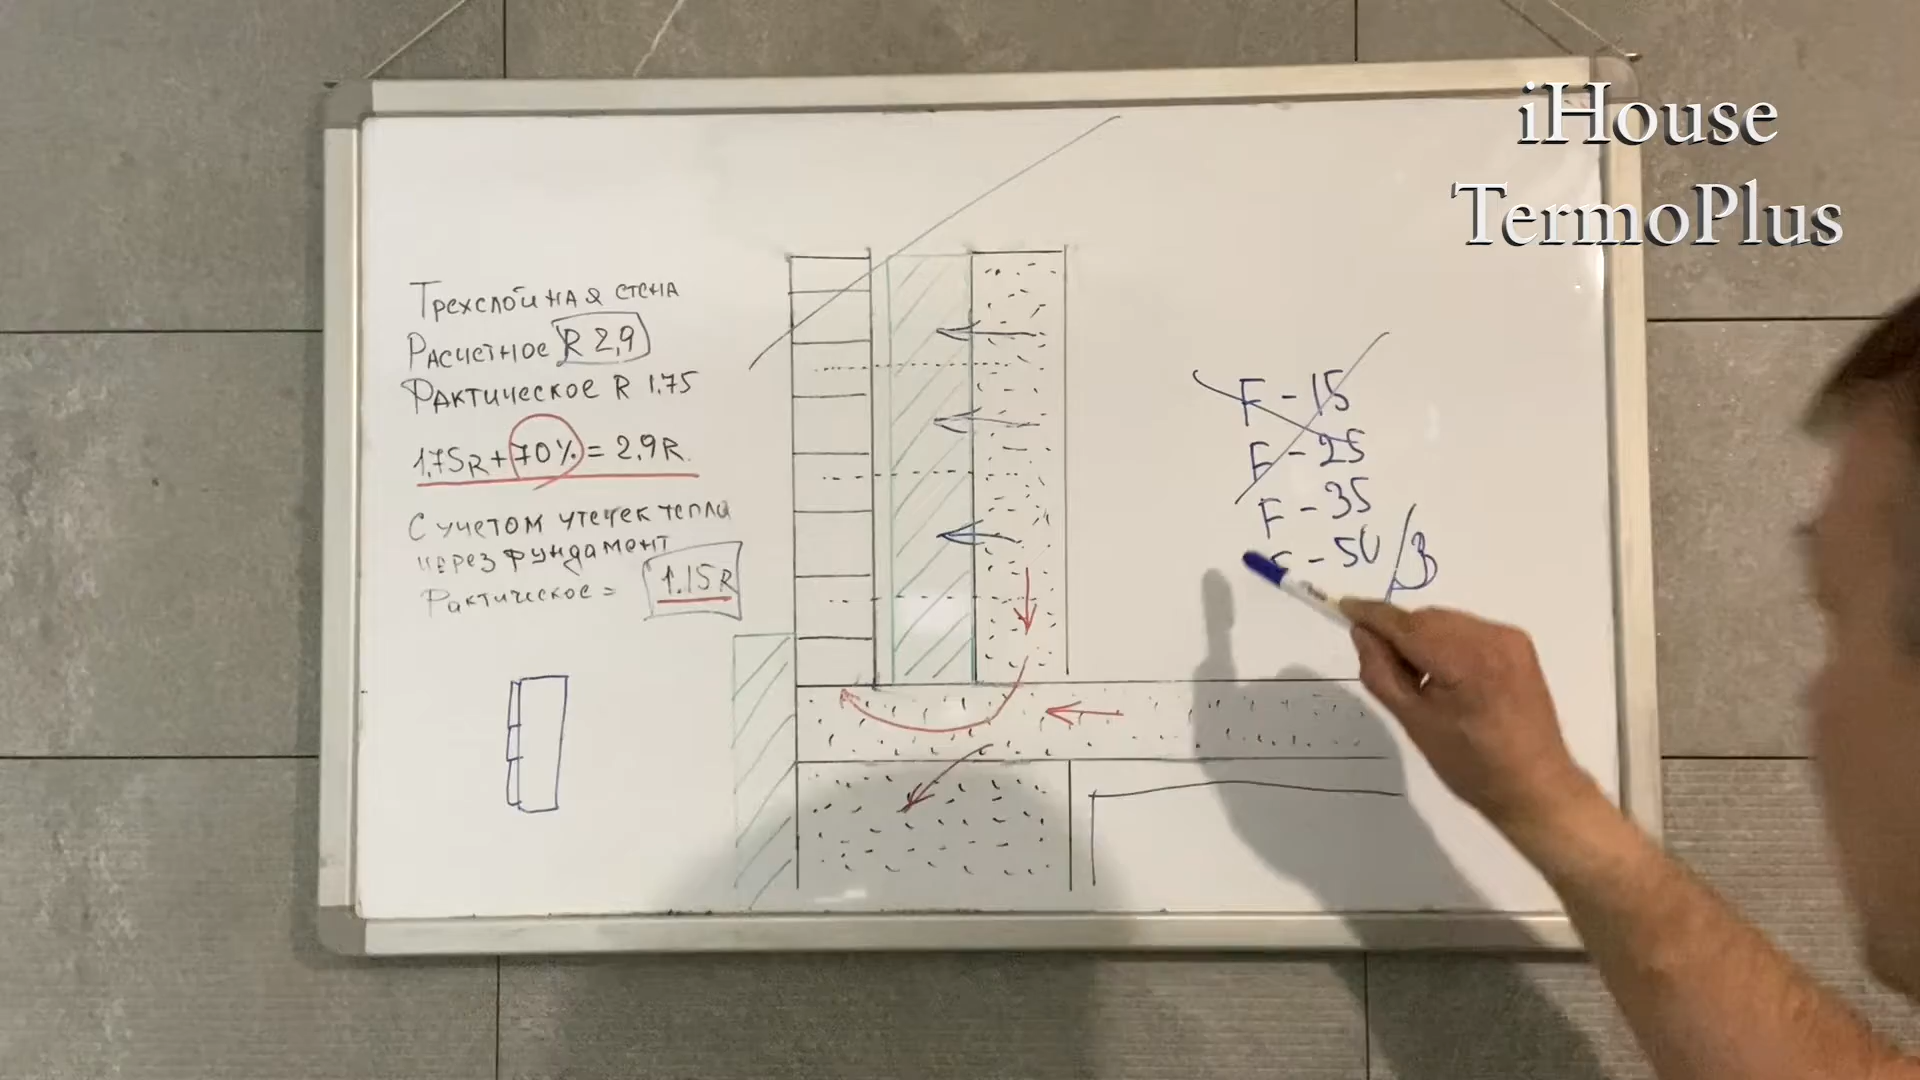 iHouse
TermoPlus
Трехслойная стена
Расчетное R 2,9
Фактическое R 1.75
1,75R + 70% = 2,9R.
С учетом утечек тепла
через фундамент
Фактическое = 1.15R
F - 15
F - 25
F - 35
- 50